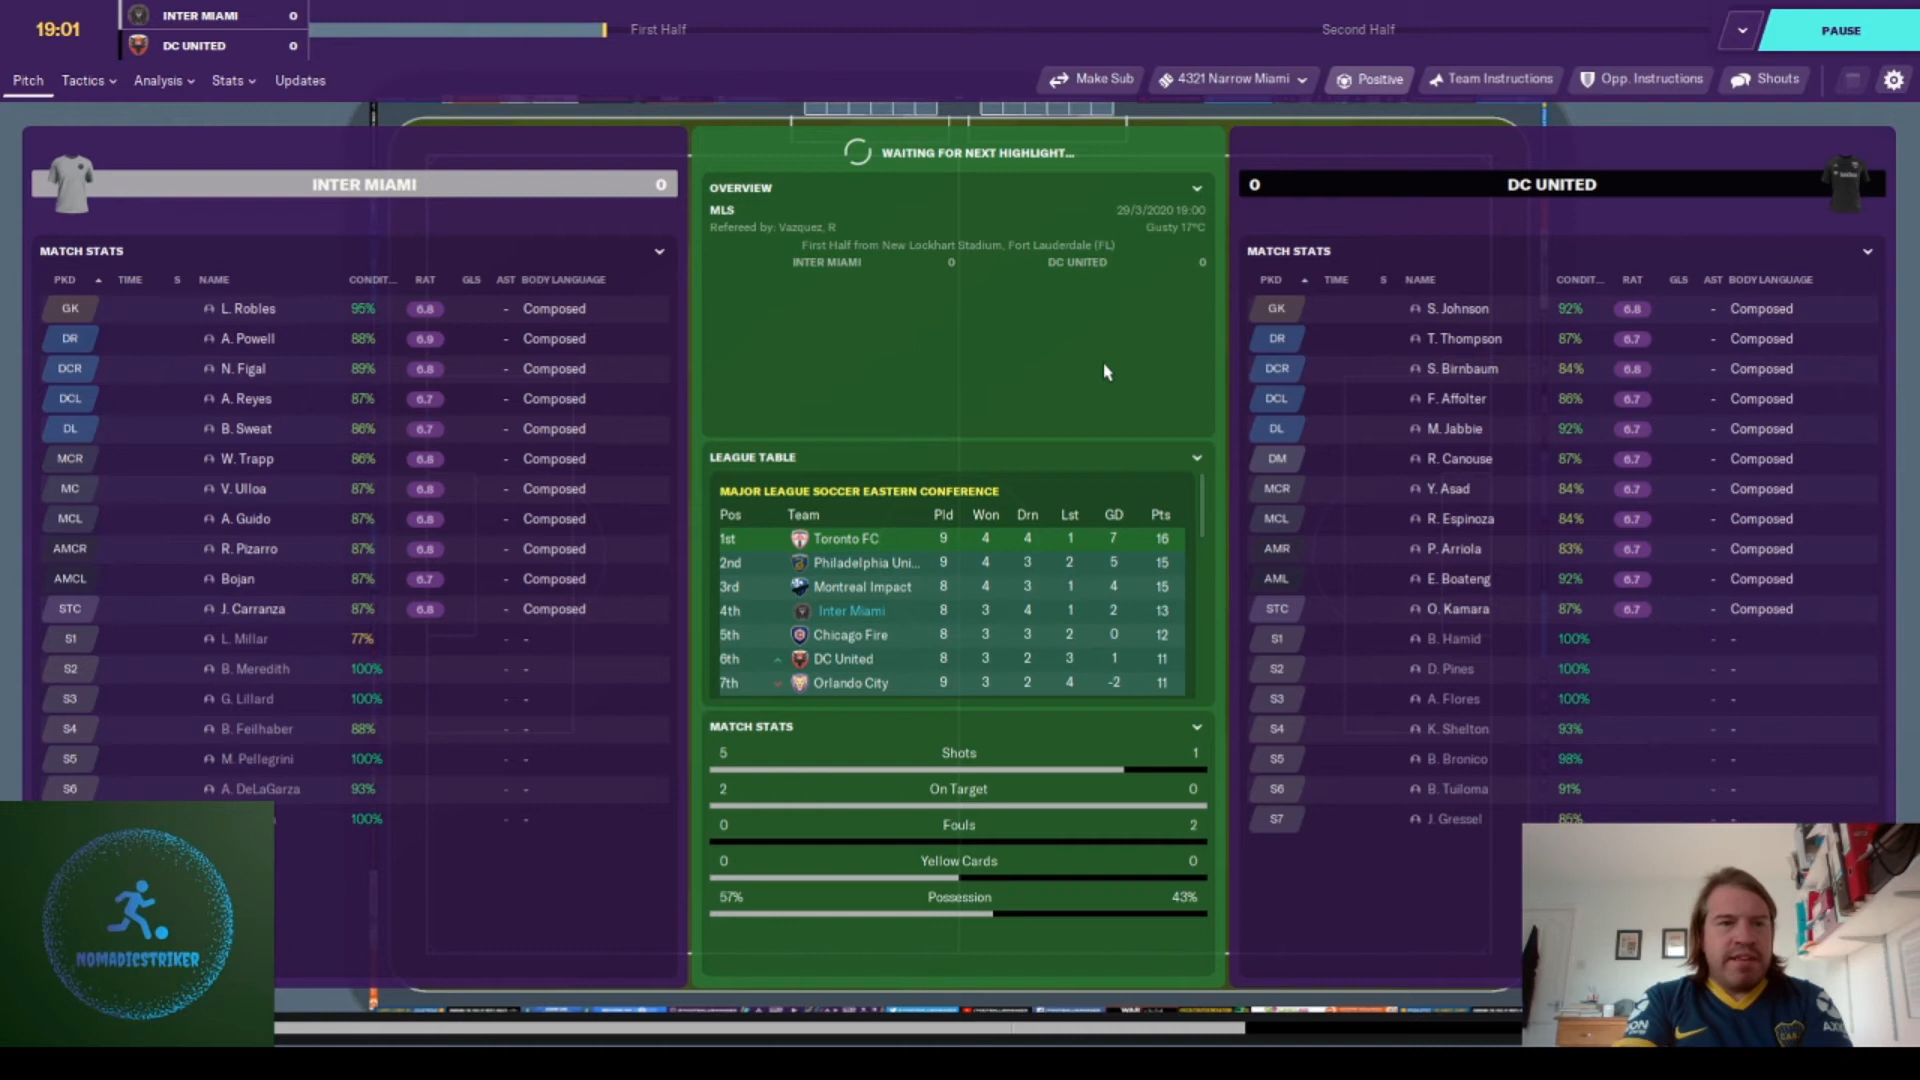 19:01
INTER MIAMI 0
DC UNITED 0
First Half
Second Half
PAUSE
Pitch Tactics Analysis Stats Updates
Make Sub 4321 Narrow Miami Positive Team Instructions Opp. Instructions Shouts
WAITING FOR NEXT HIGHLIGHT...
INTER MIAMI 0
MATCH STATS
PKD TIME S NAME CONDIT... RAT GLS AST BODY LANGUAGE
GK L. Robles 95% 6.8 - Composed
DR A. Powell 88% 6.9 - Composed
DCR N. Figal 89% 6.8 - Composed
DCL A. Reyes 87% 6.7 - Composed
DL B. Sweat 86% 6.7 - Composed
MCR W. Trapp 86% 6.8 - Composed
MC V. Ulloa 87% 6.8 - Composed
MCL A. Guido 87% 6.8 - Composed
AMCR R. Pizarro 87% 6.8 - Composed
AMCL Bojan 87% 6.7 - Composed
STC J. Carranza 87% 6.8 - Composed
S1 L. Millar 77% - -
S2 B. Meredith 100% - -
S3 G. Lillard 100% - -
S4 B. Feilhaber 88% - -
S5 M. Pellegrini 100% - -
S6 A. DeLaGarza 93% - -
100% - -
OVERVIEW
MLS 29/3/2020 19:00
Refereed by: Vazquez, R Gusty 17°C
First Half from New Lockhart Stadium, Fort Lauderdale (FL)
INTER MIAMI 0 DC UNITED 0
LEAGUE TABLE
MAJOR LEAGUE SOCCER EASTERN CONFERENCE
Pos Team Pld Won Drn Lst GD Pts
1st Toronto FC 9 4 4 1 7 16
2nd Philadelphia Uni... 9 4 3 2 5 15
3rd Montreal Impact 8 4 3 1 4 15
4th Inter Miami 8 3 4 1 2 13
5th Chicago Fire 8 3 3 2 0 12
6th DC United 8 3 2 3 1 11
7th Orlando City 9 3 2 4 -2 11
MATCH STATS
5 Shots 1
2 On Target 0
0 Fouls 2
0 Yellow Cards 0
57% Possession 43%
0 DC UNITED
MATCH STATS
PKD TIME S NAME CONDIT... RAT GLS AST BODY LANGUAGE
GK S. Johnson 92% 6.8 - Composed
DR T. Thompson 87% 6.7 - Composed
DCR S. Birnbaum 84% 6.8 - Composed
DCL F. Affolter 86% 6.7 - Composed
DL M. Jabbie 92% 6.7 - Composed
DM R. Canouse 87% 6.7 - Composed
MCR Y. Asad 84% 6.7 - Composed
MCL R. Espinoza 84% 6.7 - Composed
AMR P. Arriola 83% 6.7 - Composed
AML E. Boateng 92% 6.7 - Composed
STC O. Kamara 87% 6.7 - Composed
S1 B. Hamid 100% - -
S2 D. Pines 100% - -
S3 A. Flores 100% - -
S4 K. Shelton 93% - -
S5 B. Bronico 98% - -
S6 B. Tuiloma 91% - -
S7 J. Gressel 85% - -
NOMADICSTRIKER